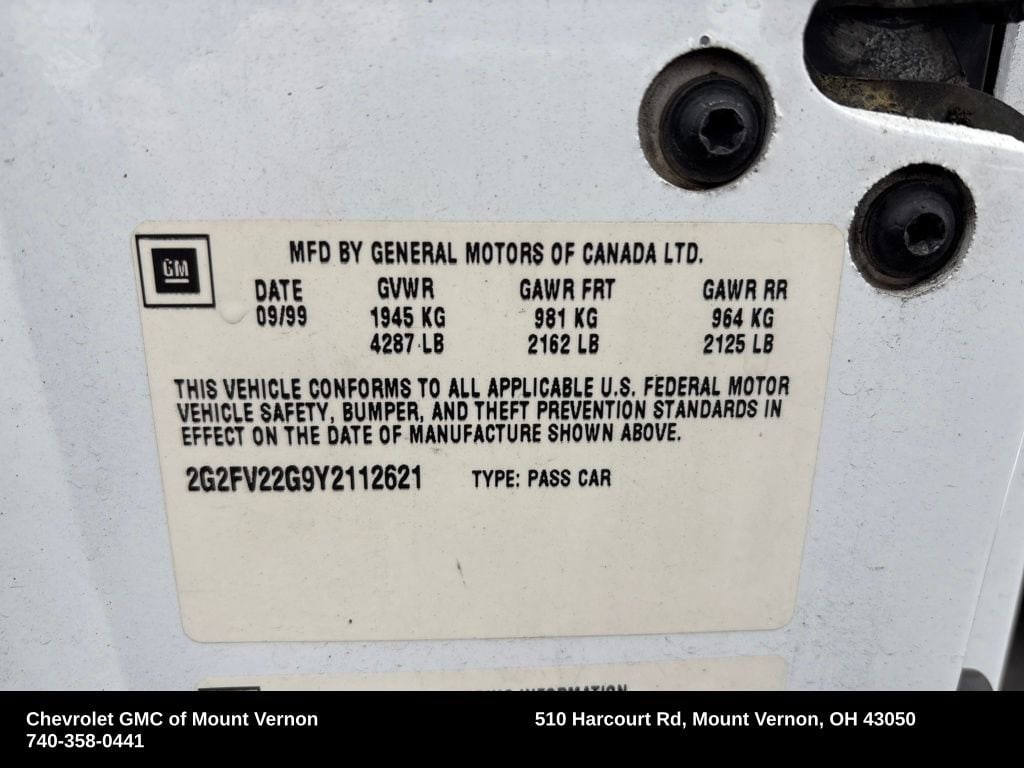 GM
MFD BY GENERAL MOTORS OF CANADA LTD.
DATE GVWR GAWR FRT GAWR RR
09/99 1945 KG 981 KG 964 KG
4287 LB 2162 LB 2125 LB
THIS VEHICLE CONFORMS TO ALL APPLICABLE U.S. FEDERAL MOTOR
VEHICLE SAFETY, BUMPER, AND THEFT PREVENTION STANDARDS IN
EFFECT ON THE DATE OF MANUFACTURE SHOWN ABOVE.
2G2FV22G9Y2112621 TYPE: PASS CAR
INFORMATION
Chevrolet GMC of Mount Vernon 510 Harcourt Rd, Mount Vernon, OH 43050
740-358-0441